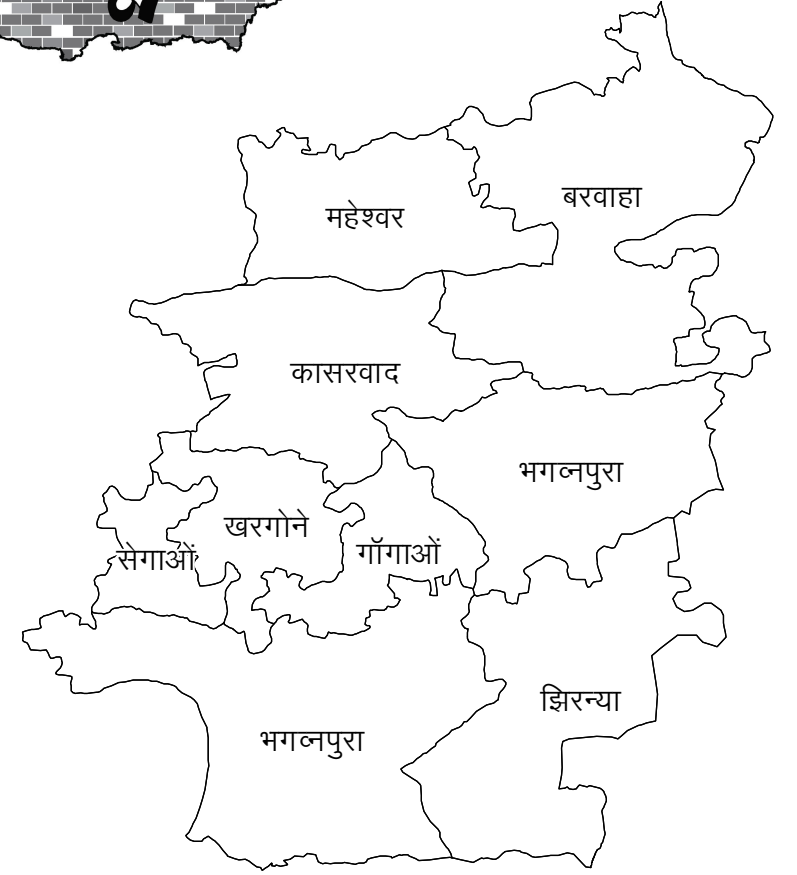 बरवाहा
महेश्वर
कासरवाद
भगव्नपुरा
खरगोने
गॉगाओं
सेगाओं
झिरन्या
भगव्नपुरा